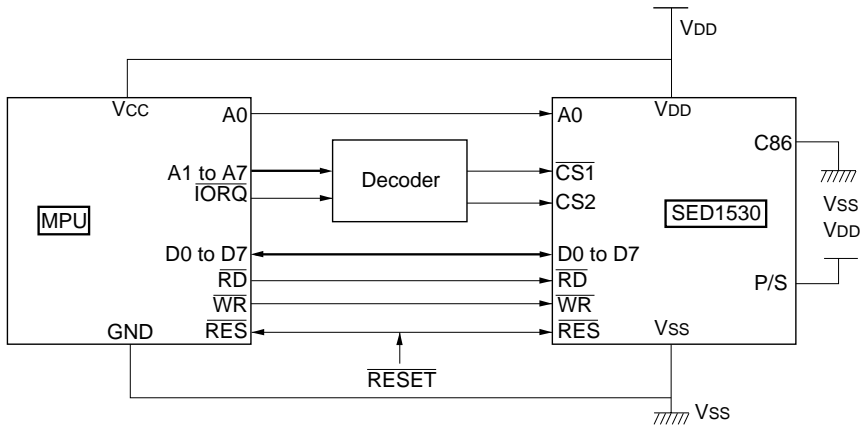 VDD
VCC
A0
A0
VDD
C86
A1 to A7
Decoder
CS1
IORQ
CS2
VSS
MPU
SED1530
VDD
D0 to D7
D0 to D7
RD
RD
P/S
WR
WR
GND
RES
RES
VSS
RESET
VSS